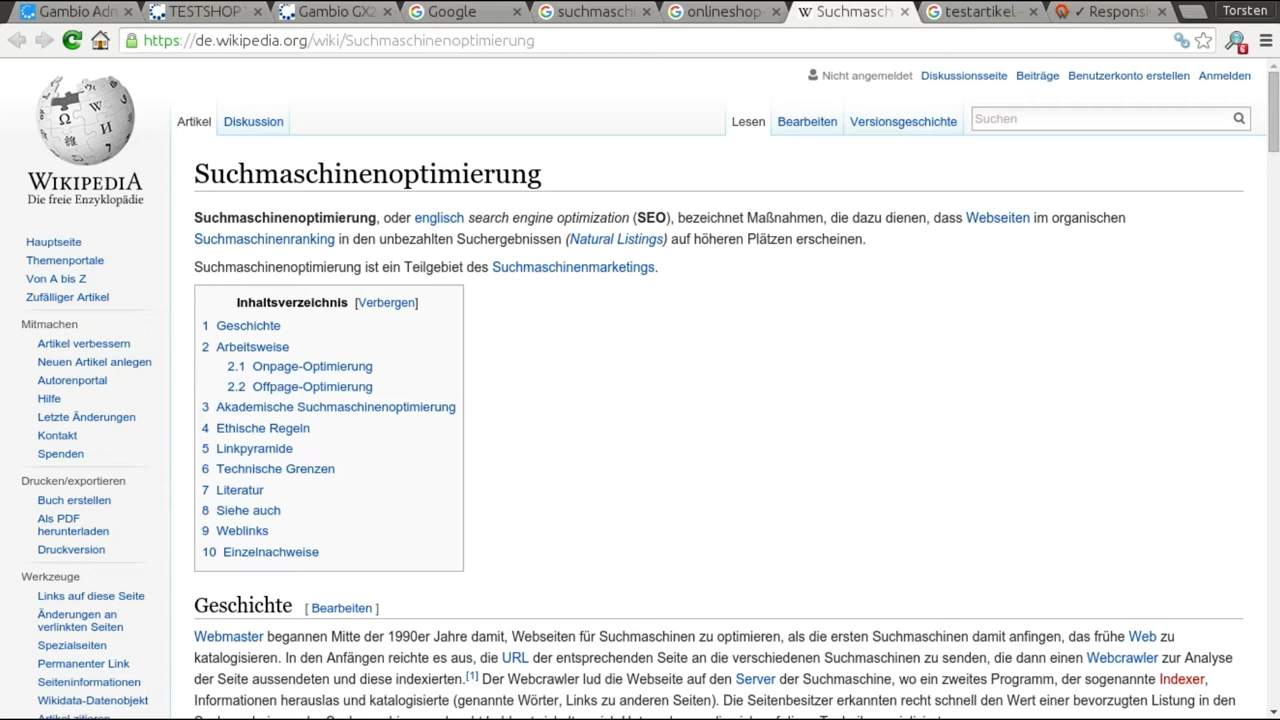 Gambio Adm
TESTSHOP
Gambio GX2
Google
suchmaschi
onlineshop-
Suchmasch
testartikel -
✓ Responsi
Torsten
https://de.wikipedia.org/wiki/Suchmaschinenoptimierung
6
Nicht angemeldet Diskussionsseite Beiträge Benutzerkonto erstellen Anmelden
Artikel Diskussion Lesen Bearbeiten Versionsgeschichte Suchen
WIKIPEDIA
Die freie Enzyklopädie
Hauptseite
Themenportale
Von A bis Z
Zufälliger Artikel
Mitmachen
Artikel verbessern
Neuen Artikel anlegen
Autorenportal
Hilfe
Letzte Änderungen
Kontakt
Spenden
Drucken/exportieren
Buch erstellen
Als PDF
herunterladen
Druckversion
Werkzeuge
Links auf diese Seite
Änderungen an
verlinkten Seiten
Spezialseiten
Permanenter Link
Seiteninformationen
Wikidata-Datenobjekt
Artikel zitieren
Suchmaschinenoptimierung
Suchmaschinenoptimierung, oder englisch search engine optimization (SEO), bezeichnet Maßnahmen, die dazu dienen, dass Webseiten im organischen
Suchmaschinenranking in den unbezahlten Suchergebnissen (Natural Listings) auf höheren Plätzen erscheinen.
Suchmaschinenoptimierung ist ein Teilgebiet des Suchmaschinenmarketings.
Inhaltsverzeichnis [Verbergen]
1 Geschichte
2 Arbeitsweise
2.1 Onpage-Optimierung
2.2 Offpage-Optimierung
3 Akademische Suchmaschinenoptimierung
4 Ethische Regeln
5 Linkpyramide
6 Technische Grenzen
7 Literatur
8 Siehe auch
9 Weblinks
10 Einzelnachweise
Geschichte [ Bearbeiten ]
Webmaster begannen Mitte der 1990er Jahre damit, Webseiten für Suchmaschinen zu optimieren, als die ersten Suchmaschinen damit anfingen, das frühe Web zu
katalogisieren. In den Anfängen reichte es aus, die URL der entsprechenden Seite an die verschiedenen Suchmaschinen zu senden, die dann einen Webcrawler zur Analyse
der Seite aussendeten und diese indexierten.[1] Der Webcrawler lud die Webseite auf den Server der Suchmaschine, wo ein zweites Programm, der sogenannte Indexer,
Informationen herauslas und katalogisierte (genannte Wörter, Links zu anderen Seiten). Die Seitenbesitzer erkannten recht schnell den Wert einer bevorzugten Listung in den